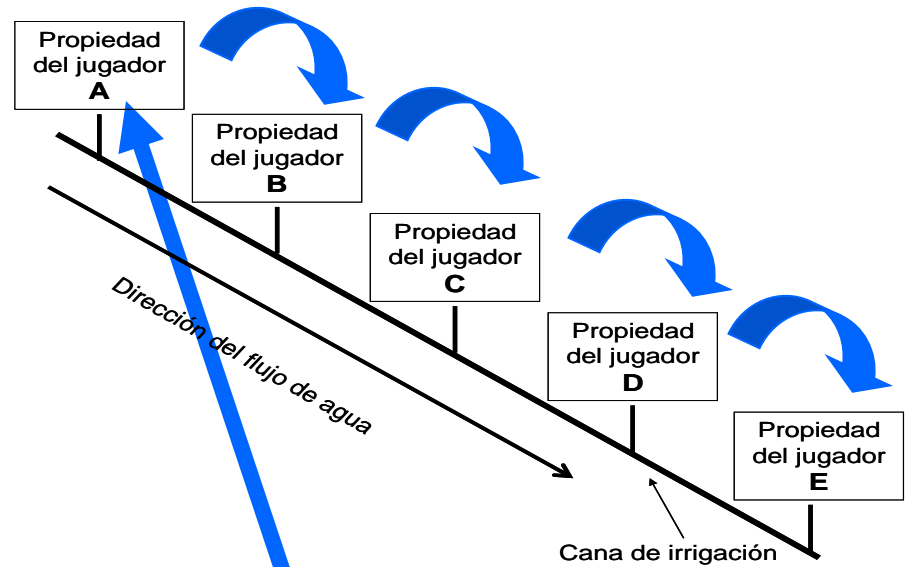 Propiedad
del jugador
A
Propiedad
del jugador
B
Propiedad
del jugador
C
Propiedad
del jugador
D
Propiedad
del jugador
E
Dirección del flujo de agua
Cana de irrigación